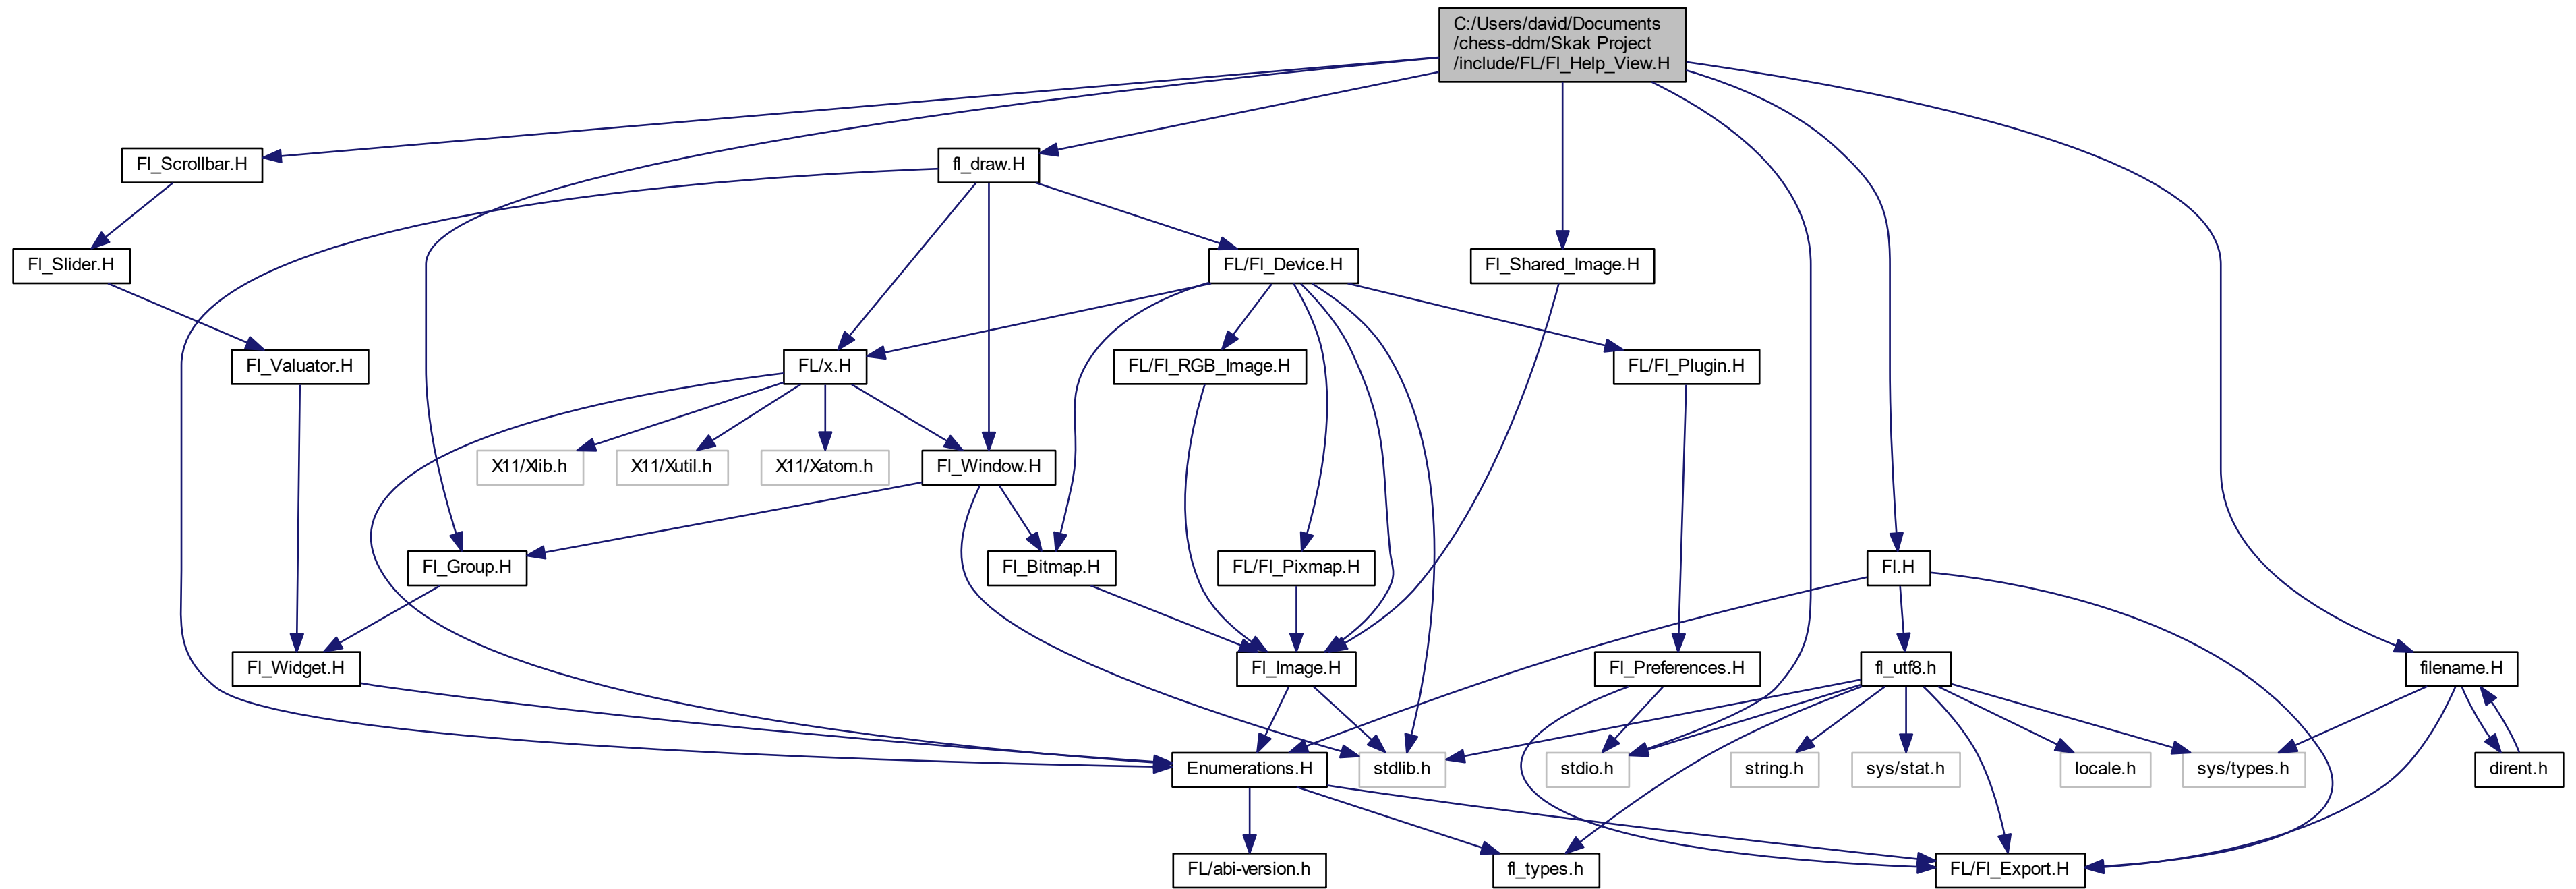 C:/Users/david/Documents
/chess-ddm/Skak Project
/include/FL/Fl_Help_View.H
Fl_Scrollbar.H
fl_draw.H
Fl_Slider.H
FL/Fl_Device.H
Fl_Shared_Image.H
Fl_Valuator.H
FL/x.H
FL/Fl_RGB_Image.H
FL/Fl_Plugin.H
X11/Xlib.h
X11/Xutil.h
X11/Xatom.h
Fl_Window.H
Fl_Group.H
Fl_Bitmap.H
FL/Fl_Pixmap.H
Fl.H
Fl_Widget.H
Fl_Image.H
Fl_Preferences.H
fl_utf8.h
filename.H
Enumerations.H
stdlib.h
stdio.h
string.h
sys/stat.h
locale.h
sys/types.h
dirent.h
FL/abi-version.h
fl_types.h
FL/Fl_Export.H